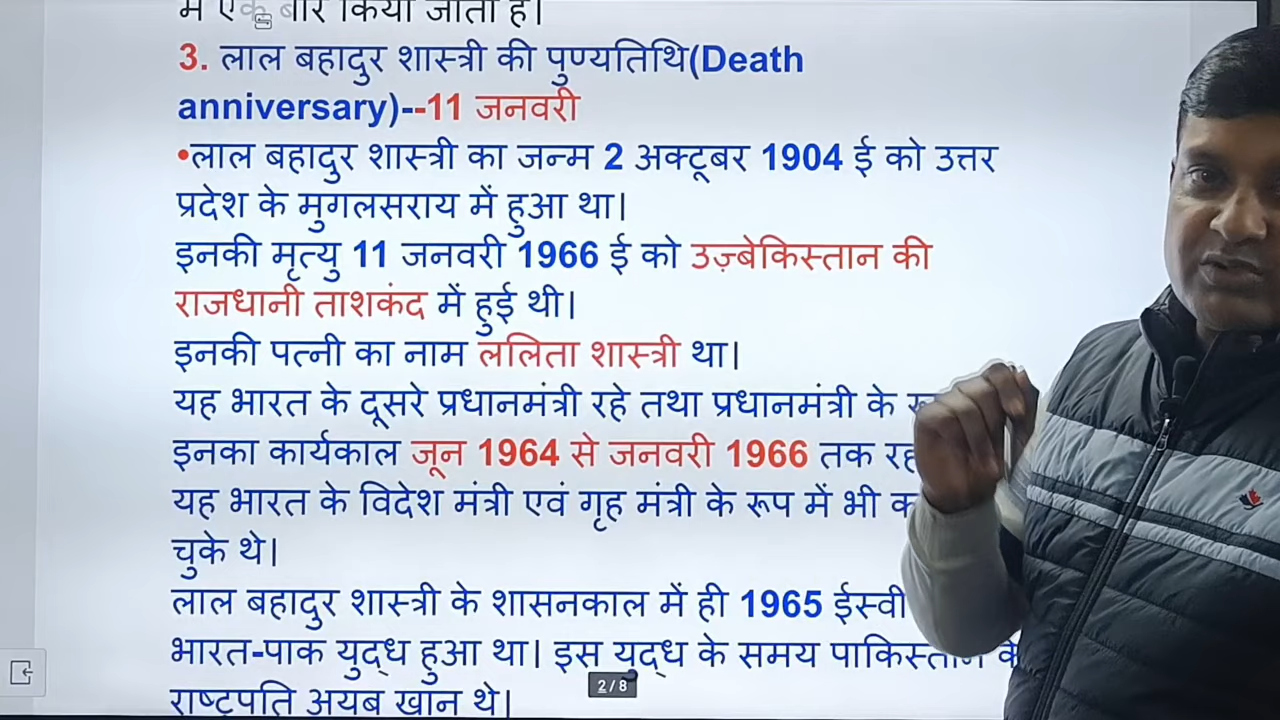 में एक बार किया जाता है।
3. लाल बहादुर शास्त्री की पुण्यतिथि(Death
anniversary)--11 जनवरी
•लाल बहादुर शास्त्री का जन्म 2 अक्टूबर 1904 ई को उत्तर
प्रदेश के मुगलसराय में हुआ था।
इनकी मृत्यु 11 जनवरी 1966 ई को उज़्बेकिस्तान की
राजधानी ताशकंद में हुई थी।
इनकी पत्नी का नाम ललिता शास्त्री था।
यह भारत के दूसरे प्रधानमंत्री रहे तथा प्रधानमंत्री के
इनका कार्यकाल जून 1964 से जनवरी 1966 तक
यह भारत के विदेश मंत्री एवं गृह मंत्री के रूप में भी
चुके थे।
लाल बहादुर शास्त्री के शासनकाल में ही 1965 ईस्वी
भारत-पाक युद्ध हुआ था। इस युद्ध के समय पाकिस्तान के
राष्ट्रपति अयब खान थे।
2/8